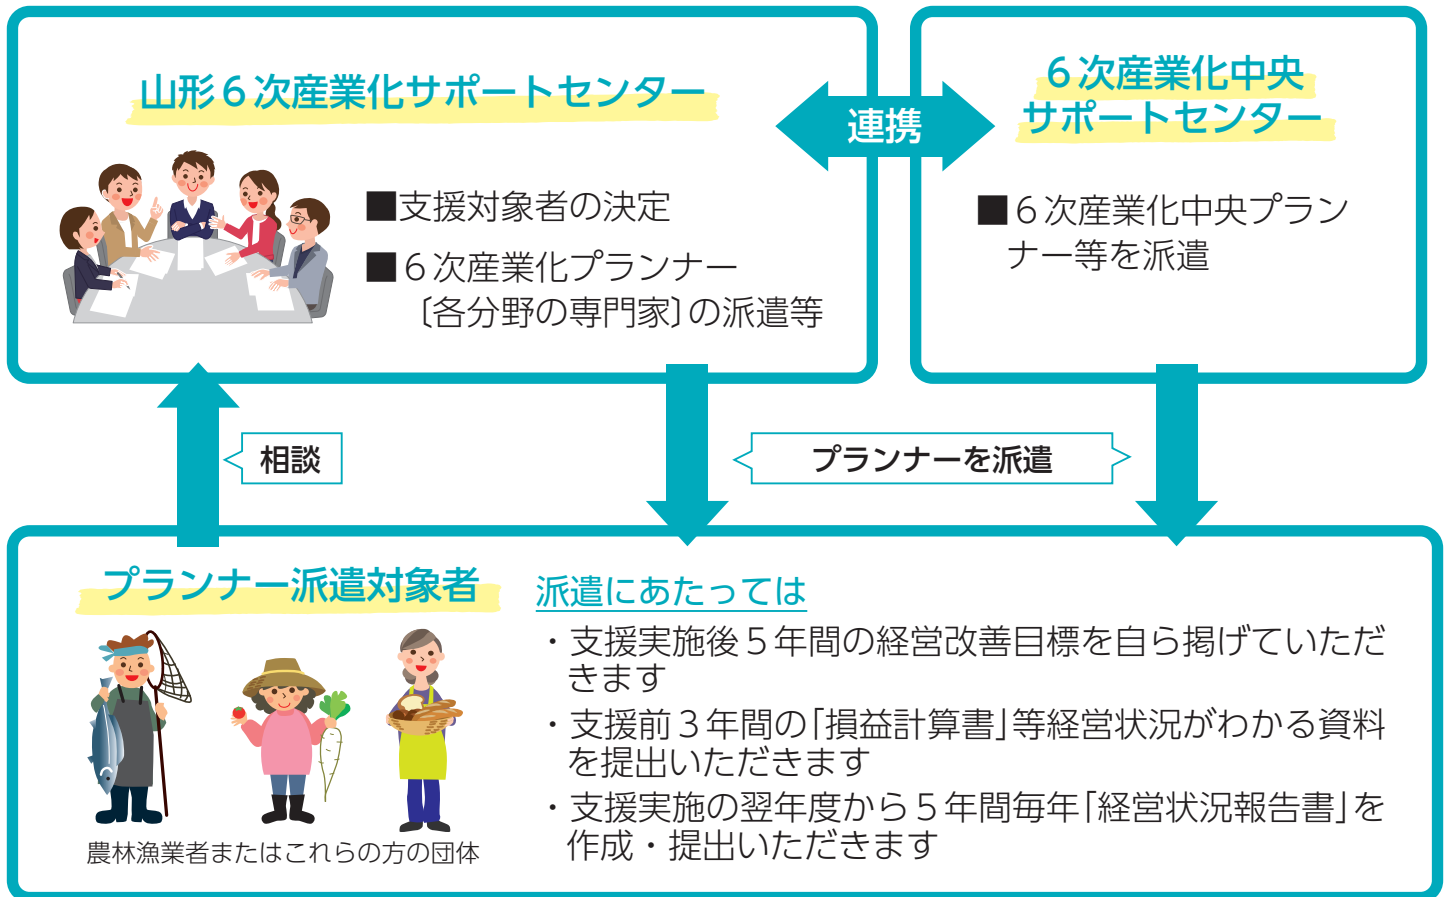 山形６次産業化サポートセンター
■支援対象者の決定
■６次産業化プランナー
〔各分野の専門家〕の派遣等
連携
６次産業化中央
サポートセンター
■６次産業化中央プラン
ナー等を派遣
相談
プランナーを派遣
プランナー派遣対象者
農林漁業者またはこれらの方の団体
派遣にあたっては
・支援実施後５年間の経営改善目標を自ら掲げていただ
きます
・支援前３年間の「損益計算書」等経営状況がわかる資料
を提出いただきます
・支援実施の翌年度から５年間毎年「経営状況報告書」を
作成・提出いただきます